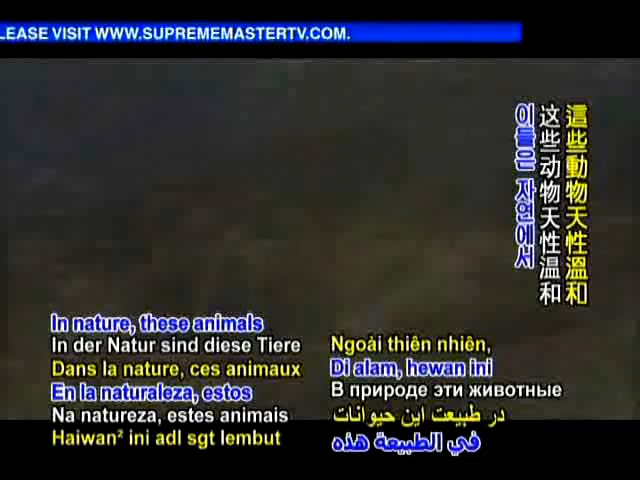 LEASE VISIT WWW.SUPREMEMASTERTV.COM.
這些動物天性溫和
这些动物天性温和
이들은 자연에서
In nature, these animals
In der Natur sind diese Tiere
Dans la nature, ces animaux
En la naturaleza, estos
Na natureza, estes animais
Haiwan² ini adl sgt lembut
Ngoài thiên nhiên,
Di alam, hewan ini
В природе эти животные
در طبیعت این حیوانات
في الطبيعة هذه